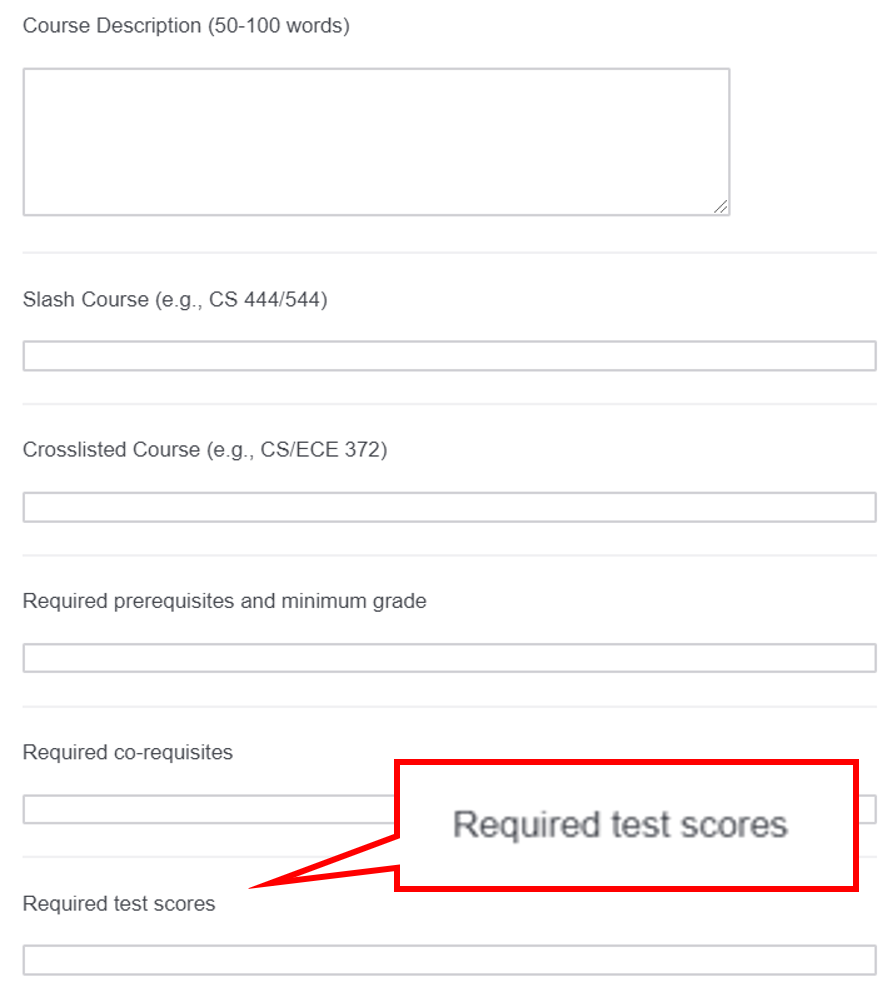 Course Description (50-100 words)
Slash Course (e.g., CS 444/544)
Crosslisted Course (e.g., CS/ECE 372)
Required prerequisites and minimum grade
Required co-requisites
Required test scores
Required test scores